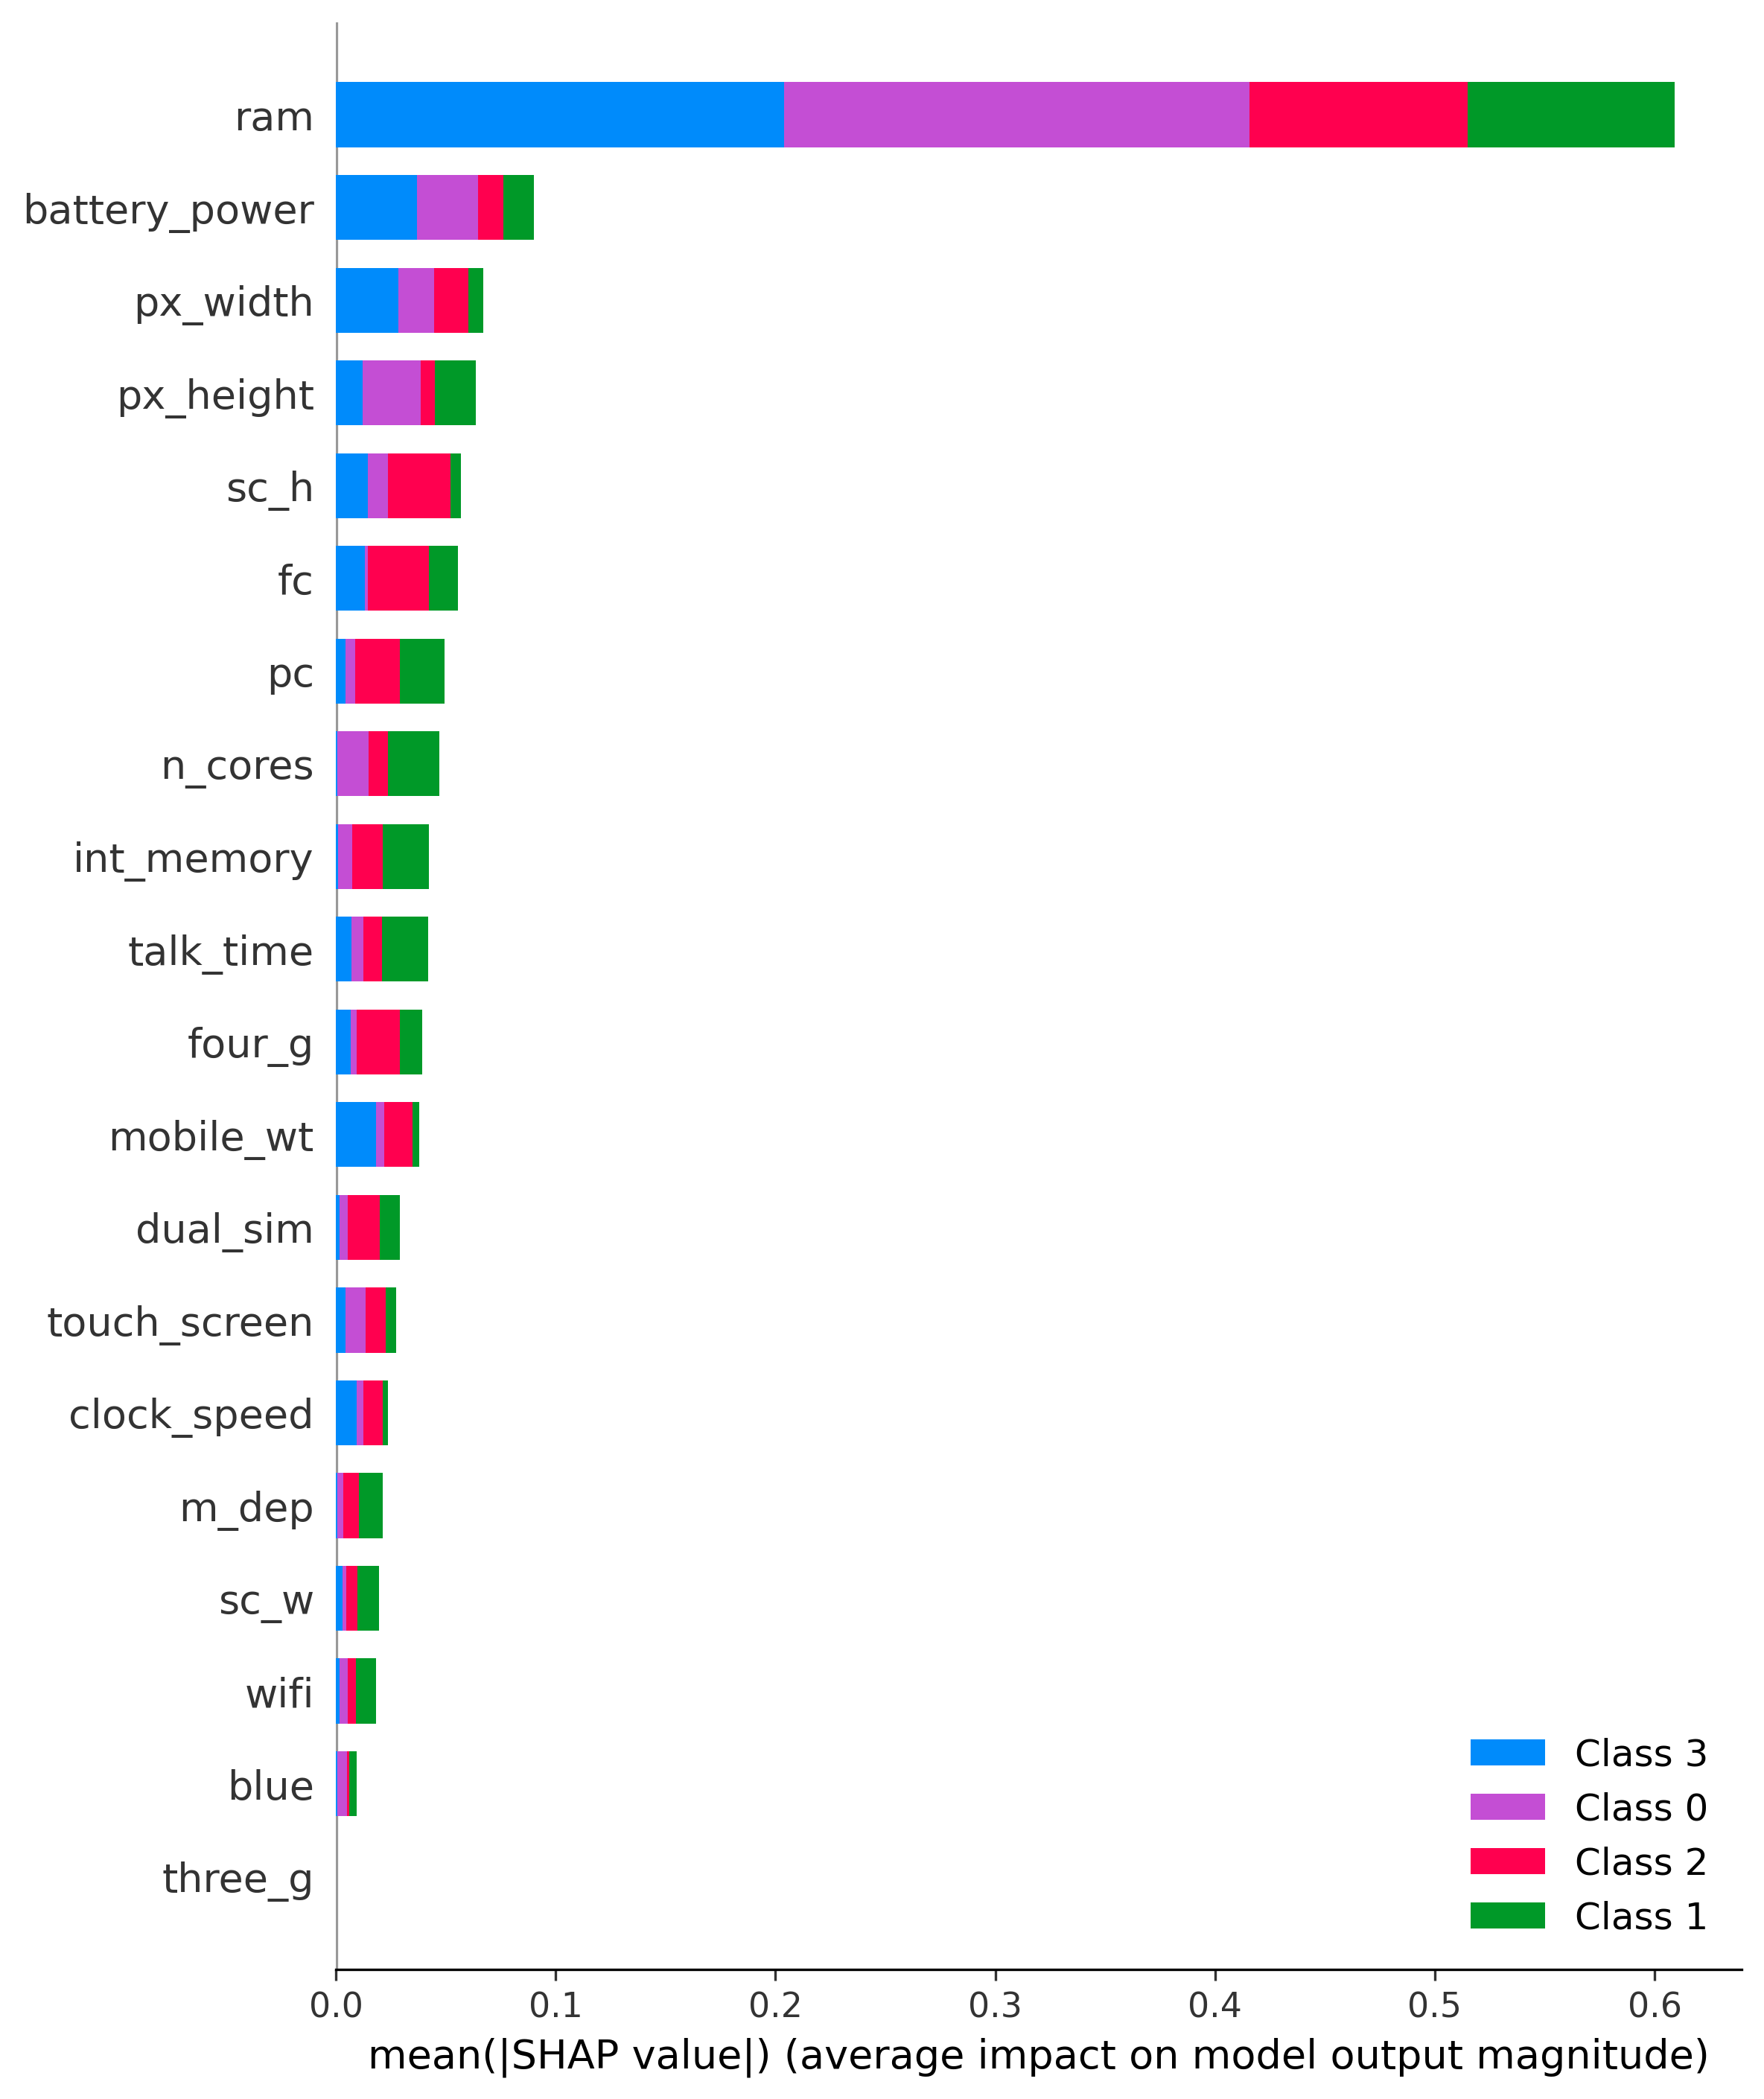 ram
battery_power
px_width
px_height
sc_h
fc
pc
n_cores
int_memory
talk_time
four_g
mobile_wt
dual_sim
touch_screen
clock_speed
m_dep
sc_w
wifi
blue
three_g
Class 3
Class 0
Class 2
Class 1
0.0 0.1 0.2 0.3 0.4 0.5 0.6
mean(|SHAP value|) (average impact on model output magnitude)